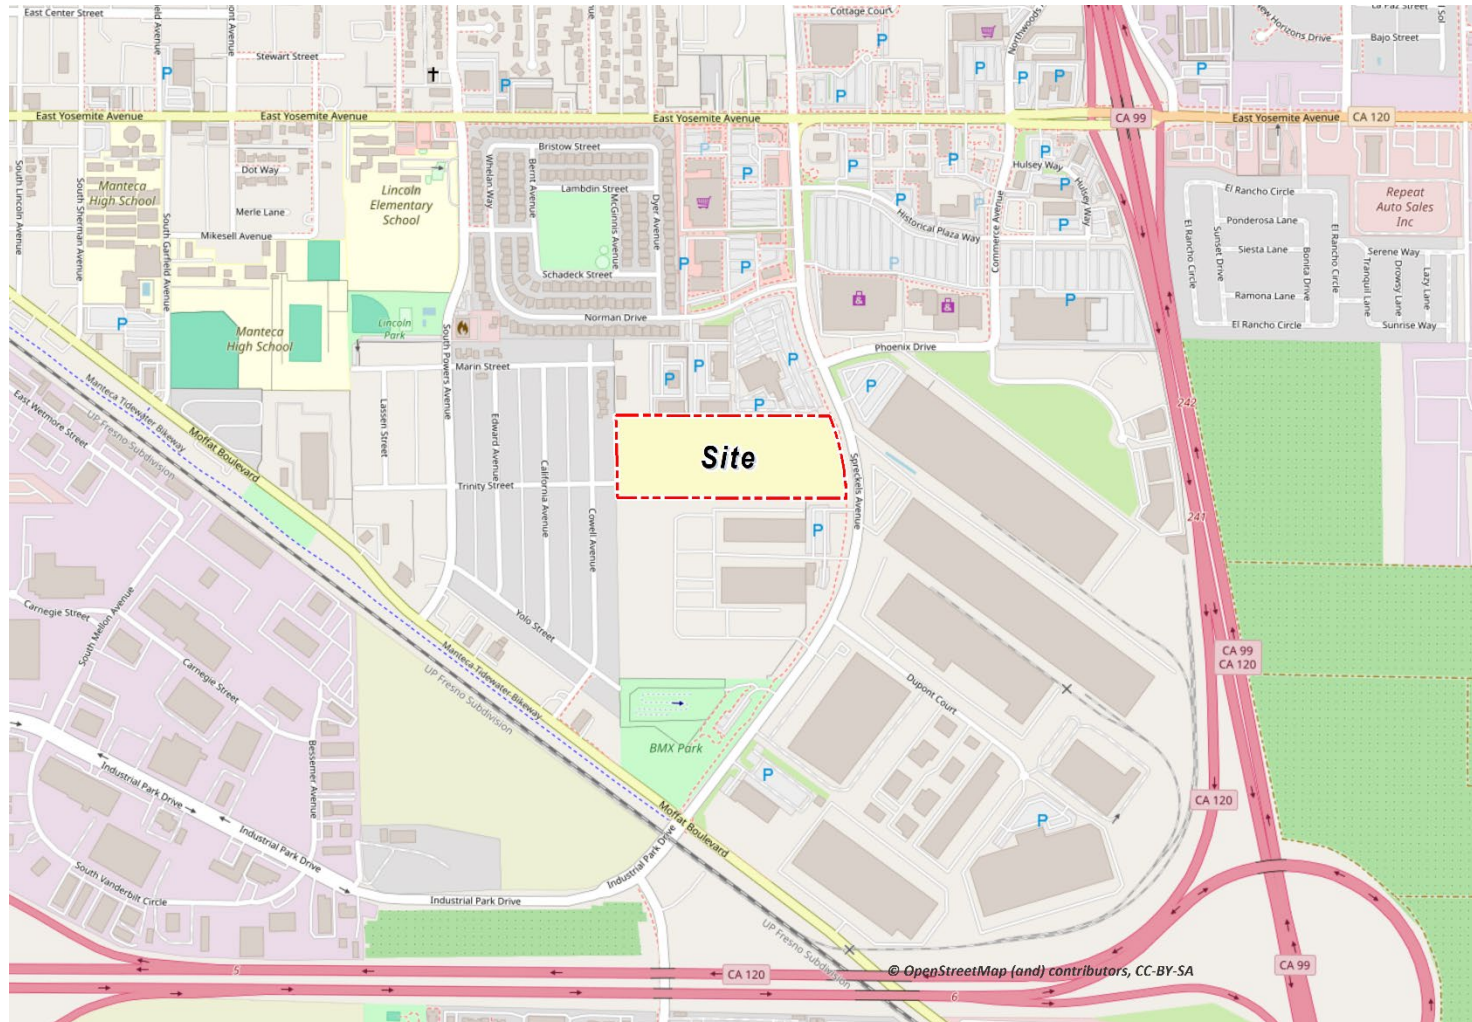 East Center Street
Stewart Street
Cottage Court
La Paz Street
New Horizons Drive
Bajo Street
P
P
P
P
P
P
P
East Yosemite Avenue
East Yosemite Avenue
East Yosemite Avenue
CA 99
East Yosemite Avenue
CA 120
Bristow Street
Whelan Way
Berrit Avenue
Lambdin Street
McGinnis Avenue
Dyer Avenue
Schadeck Street
Norman Drive
Dot Way
Merle Lane
Mikesell Avenue
South Lincoln Avenue
South Sherman Avenue
South Garfield Avenue
Manteca
High School
Lincoln
Elementary
School
Manteca
High School
Lincoln
Park
South Powers Avenue
Hulsey Way
Hulsey Way
Historical Plaza Way
Commerce Avenue
Phoenix Drive
El Rancho Circle
Ponderosa Lane
Siesta Lane
Ramona Lane
El Rancho Circle
El Rancho Circle
Sunset Drive
Bonita Drive
El Rancho Circle
Tranquil Lane
Drowsy Lane
Lazy Lane
Serene Way
Sunrise Way
Repeat
Auto Sales
Inc
Marin Street
Lassen Street
Edward Avenue
California Avenue
Cowell Avenue
Trinity Street
Yolo Street
Site
Spreckels Avenue
242
241
East Wetmore Street
Manteca Tidewater Bikeway
UP Fresno Subdivision
Moffat Boulevard
Carnegie Street
South Mellon Avenue
Carnegie Street
Bessemer Avenue
Industrial Park Drive
Industrial Park Drive
South Vanderbilt Circle
Industrial Park Drive
Industrial Park Drive
Manteca Tidewater Bikeway
UP Fresno Subdivision
BMX Park
Moffat Boulevard
Dupont Court
CA 99
CA 120
CA 120
UP Fresno Subdivision
CA 120
5
6
CA 99
© OpenStreetMap (and) contributors, CC-BY-SA